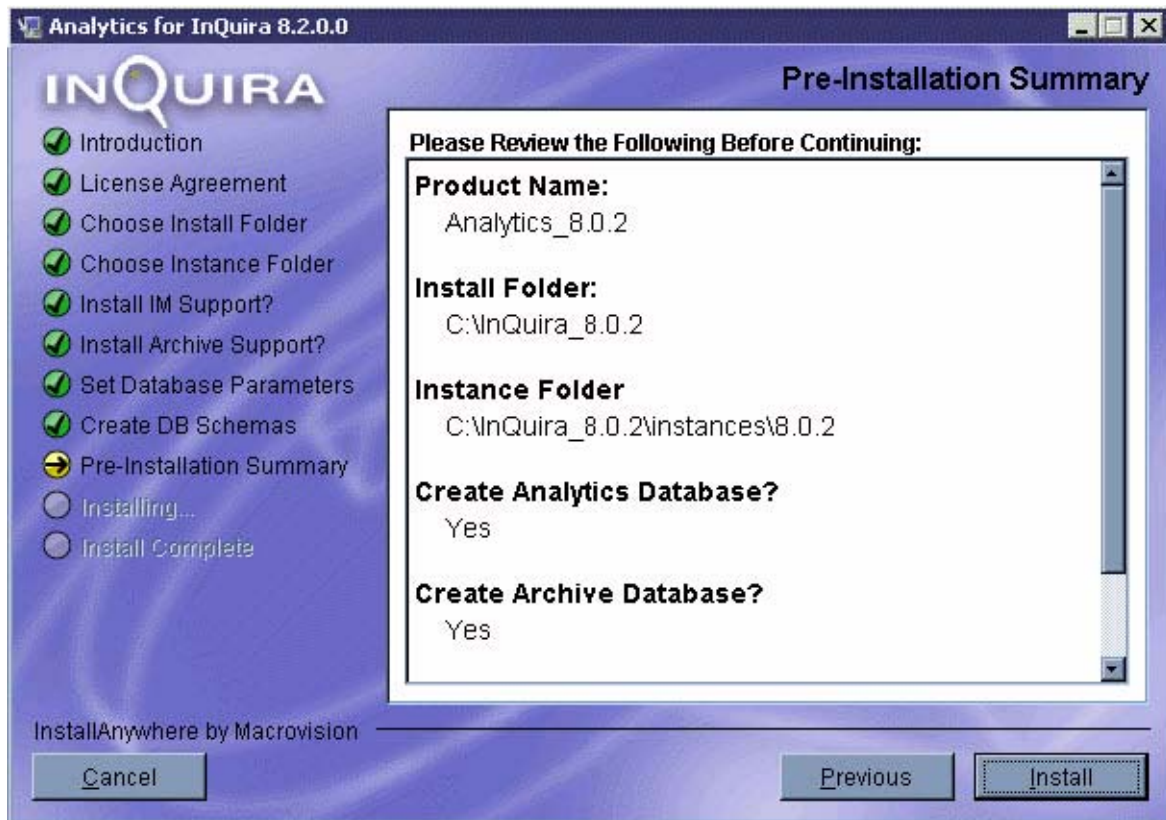 Analytics for InQuira 8.2.0.0
INQUIRA
Pre-Installation Summary
Introduction
License Agreement
Choose Install Folder
Choose Instance Folder
Install IM Support?
Install Archive Support?
Set Database Parameters
Create DB Schemas
Pre-Installation Summary
Installing...
Install Complete
Please Review the Following Before Continuing:
Product Name:
Analytics_8.0.2
Install Folder:
C:\InQuira_8.0.2
Instance Folder
C:\InQuira_8.0.2\instances\8.0.2
Create Analytics Database?
Yes
Create Archive Database?
Yes
InstallAnywhere by Macrovision
Cancel
Previous
Install